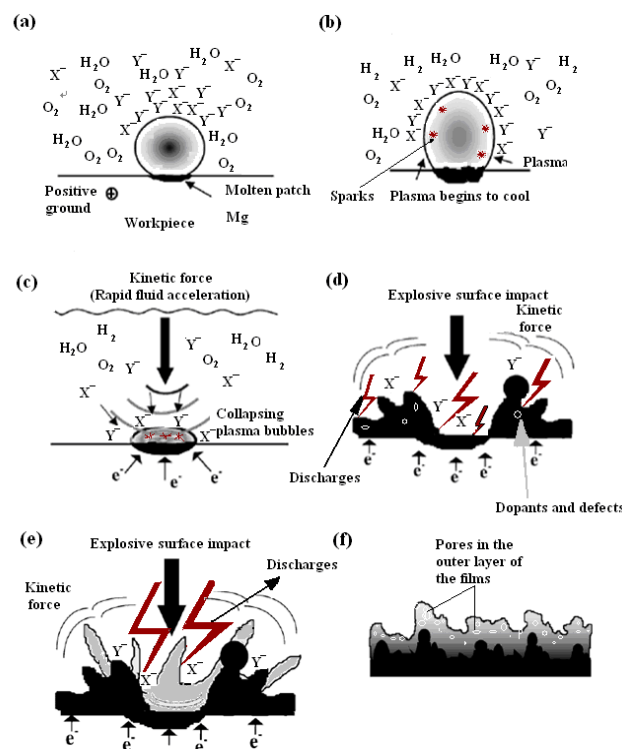 (a)
H₂O Y⁻ H₂O X⁻
X⁻ O₂ H₂O Y⁻ O₂
O₂ H₂O Y⁻ X⁻ Y⁻ X⁻ Y⁻
Y⁻ X⁻ X⁻ Y⁻
H₂O X⁻ Y⁻ H₂O
O₂ O₂ O₂
Positive
ground ⊕
Molten patch
Mg
Workpiece
(b)
H₂ H₂O Y⁻ H₂O H₂
X⁻ O₂ X⁻ Y⁻ X⁻ Y⁻ O₂
Y⁻ X⁻
H₂O X⁻ Y⁻ Y⁻
O₂ X⁻
Plasma
Sparks
Plasma begins to cool
(c)
Kinetic force
(Rapid fluid acceleration)
H₂ Y⁻ H₂O
H₂O O₂ Y⁻ O₂ H₂
X⁻ X⁻
X⁻ Y⁻
Y⁻ X⁻
Collapsing
plasma bubbles
e⁻ e⁻ e⁻
(d)
Explosive surface impact
Kinetic
force
X⁻ Y⁻
Y⁻ X⁻
e⁻ e⁻ e⁻ e⁻ e⁻
Discharges
Dopants and defects
(e)
Explosive surface impact
Discharges
Kinetic
force
Y⁻ X⁻ X⁻ Y⁻
e⁻ e⁻ e⁻ e⁻ e⁻
(f)
Pores in the
outer layer of
the films